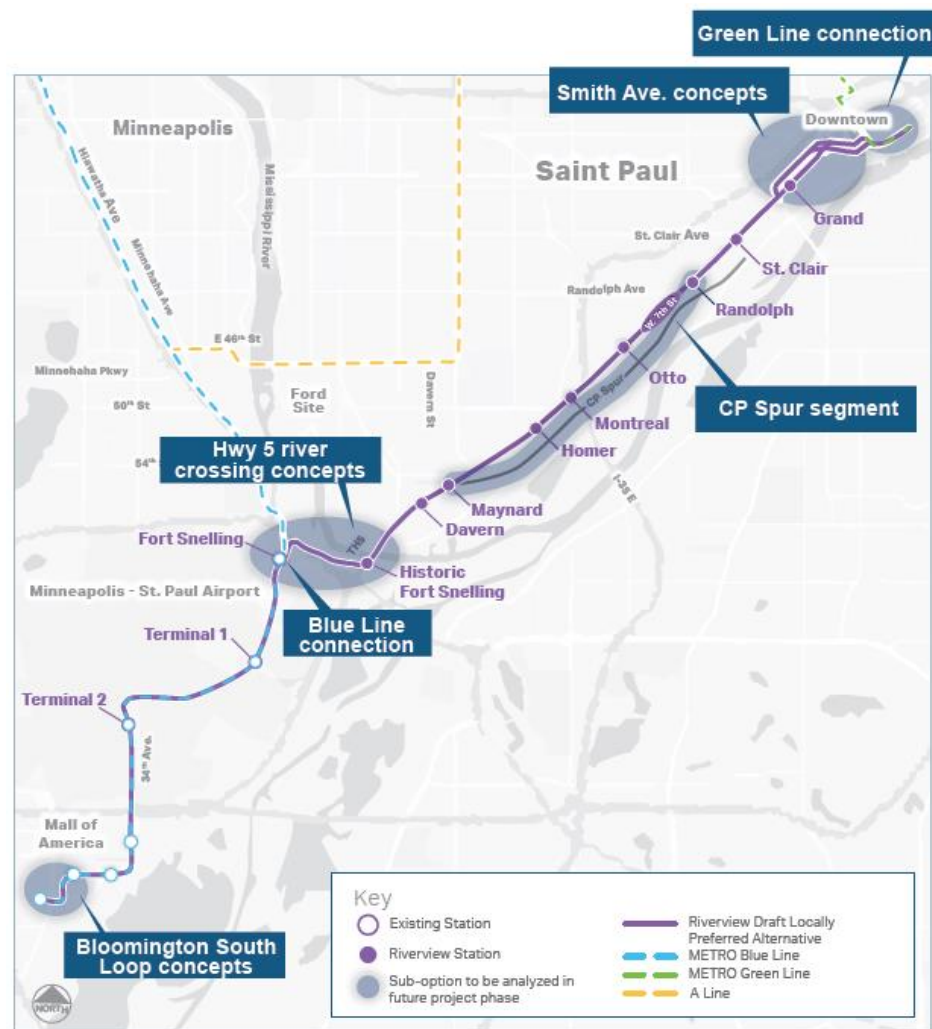 Green Line connection
Smith Ave. concepts
Downtown
Minneapolis
Saint Paul
Hiawatha Ave
Mississippi River
Minnehaha Ave
Grand
St. Clair Ave
St. Clair
Randolph Ave
Randolph
W. 7th St
E 46th St
Minnehaha Pkwy
Davern St
Otto
50th St
Ford
Site
CP Spur
CP Spur segment
Montreal
Hwy 5 river
crossing concepts
Homer
54th
I-35 E
Maynard
Davern
TH5
Fort Snelling
Historic
Fort Snelling
Minneapolis - St. Paul Airport
Blue Line
connection
Terminal 1
Terminal 2
34th Ave.
Mall of
America
Bloomington South
Loop concepts
Key
Existing Station
Riverview Station
Sub-option to be analyzed in
future project phase
Riverview Draft Locally
Preferred Alternative
METRO Blue Line
METRO Green Line
A Line
NORTH